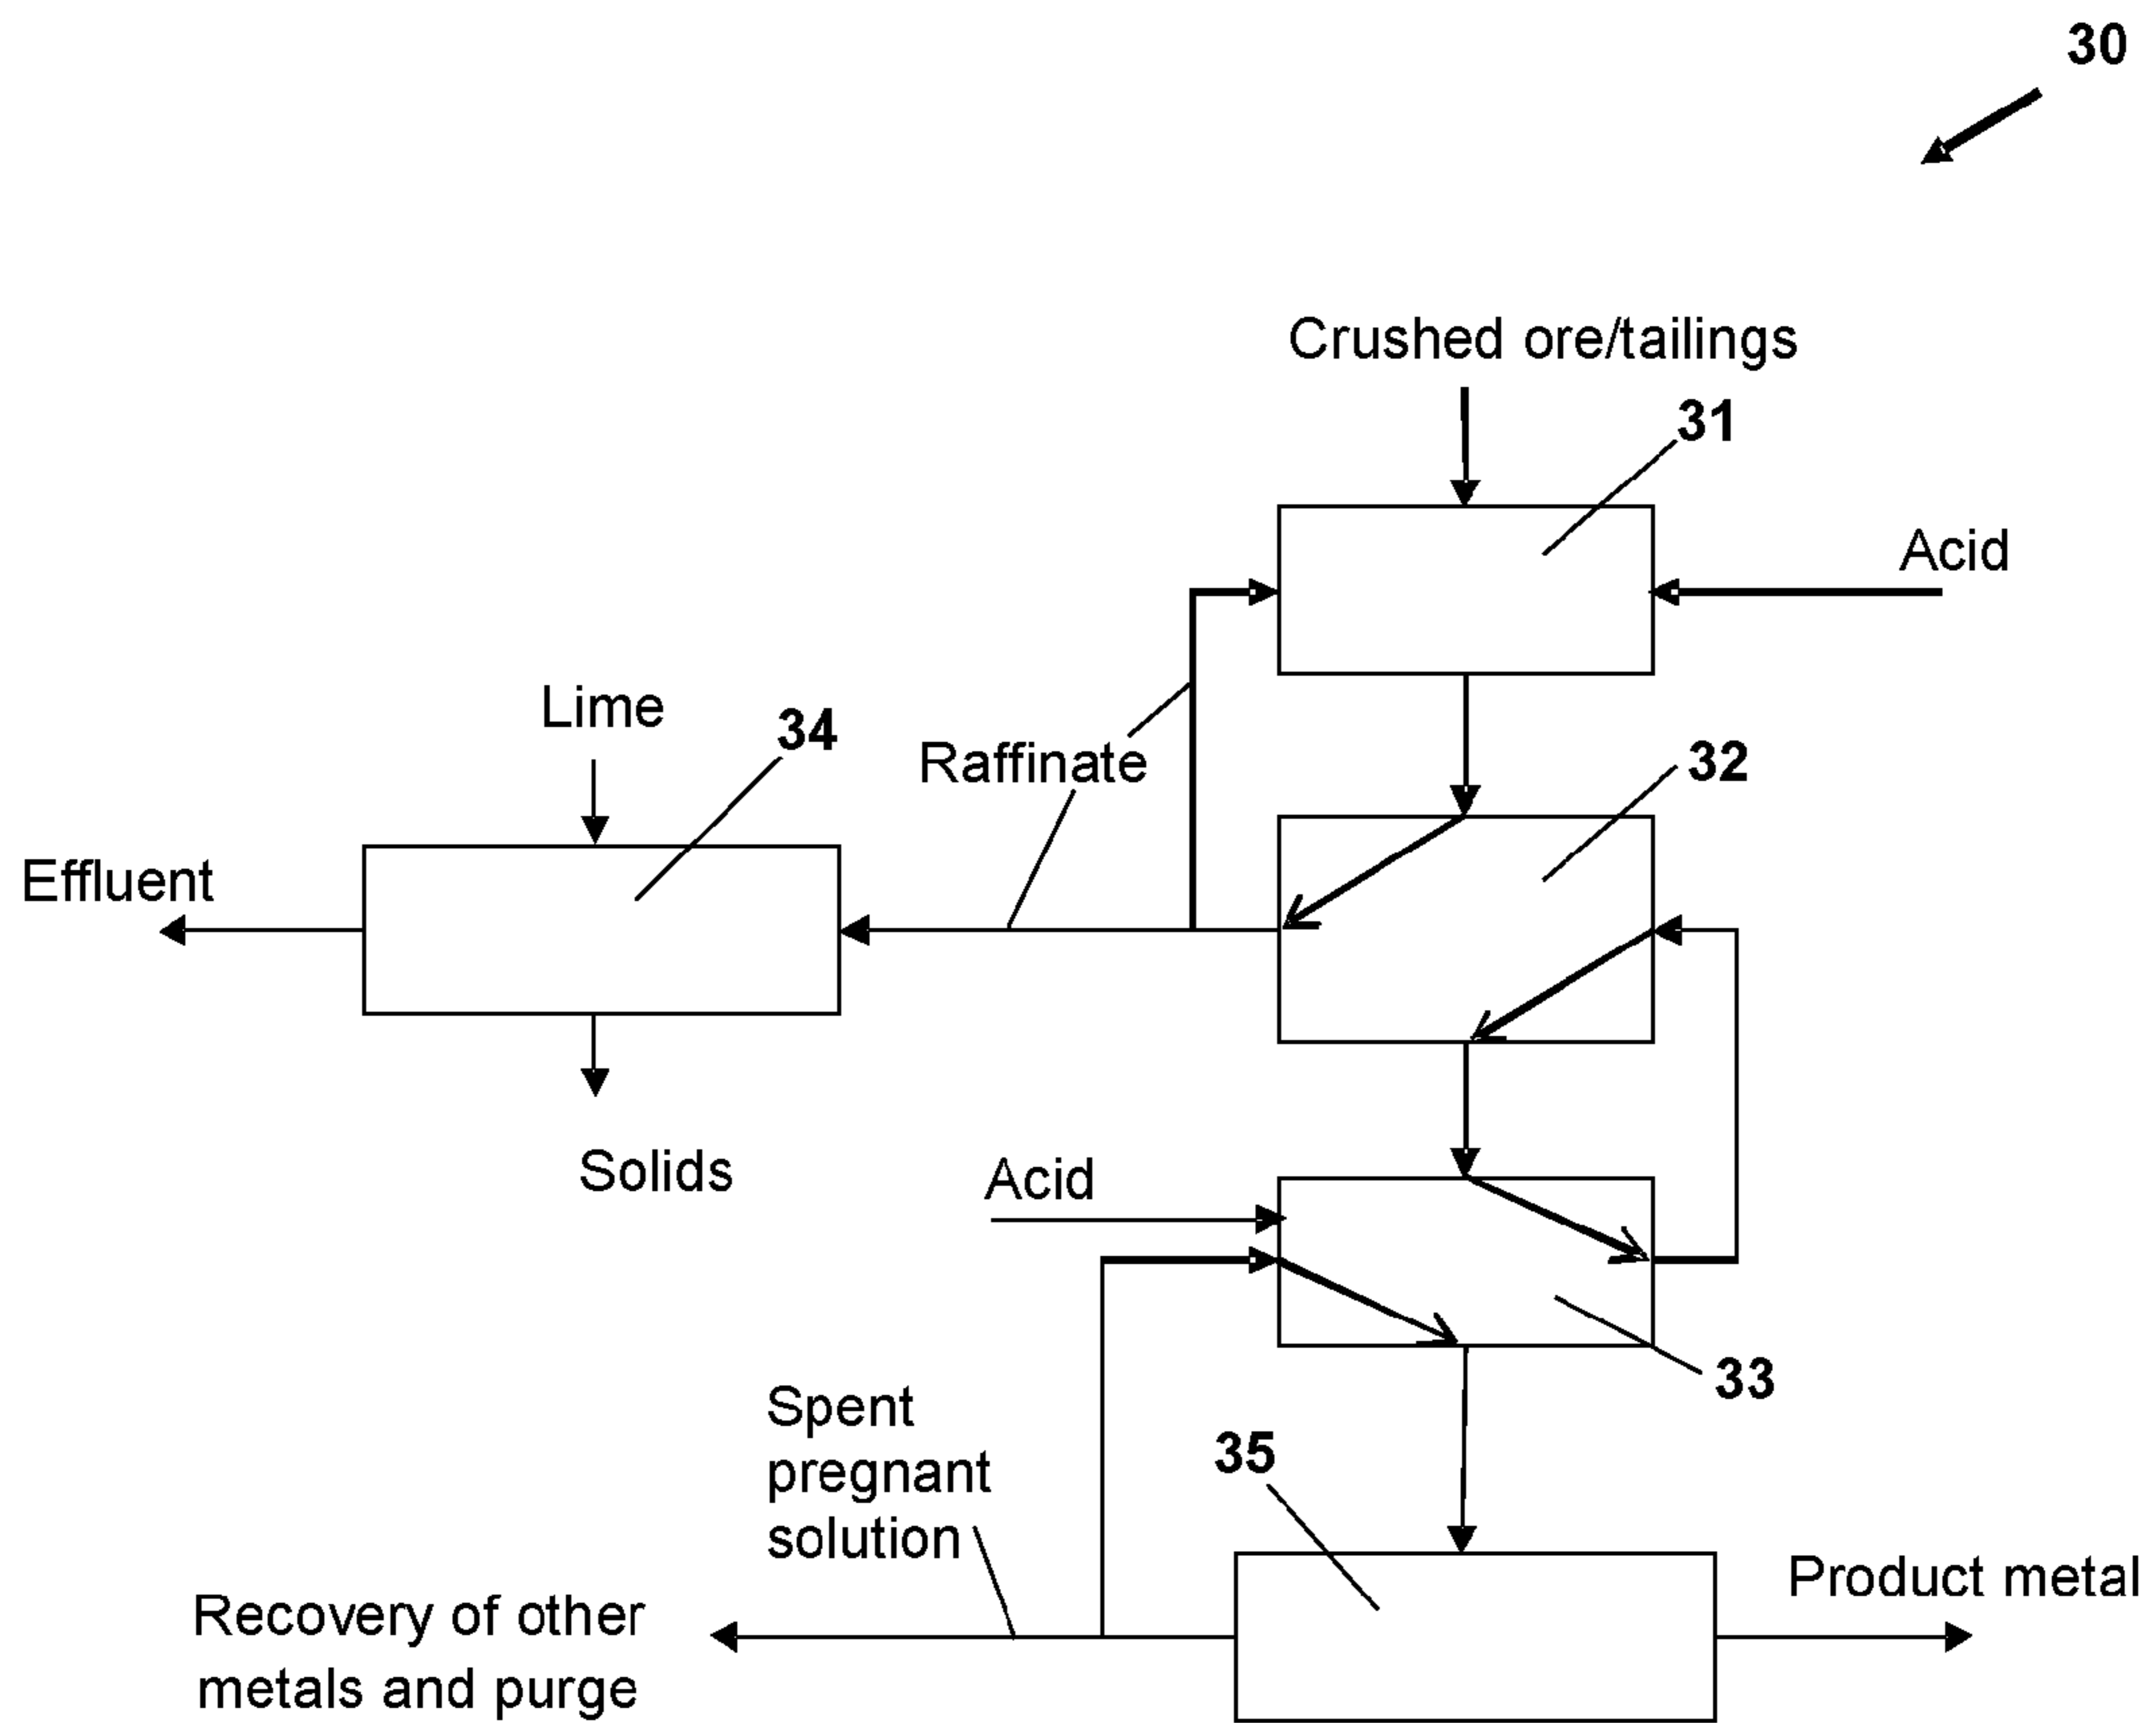 30
Crushed ore/tailings
31
Acid
Lime
34
Raffinate
32
Effluent
Solids
Acid
33
Spent
pregnant
solution
35
Product metal
Recovery of other
metals and purge